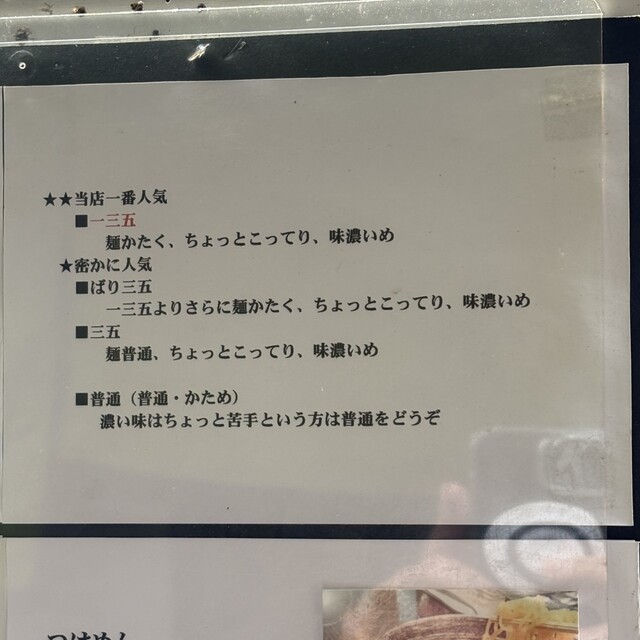 ★★当店一番人気
■一三五
麺かたく、ちょっとこってり、味濃いめ
★密かに人気
■ばり三五
一三五よりさらに麺かたく、ちょっとこってり、味濃いめ
■三五
麺普通、ちょっとこってり、味濃いめ
■普通（普通・かため）
濃い味はちょっと苦手という方は普通をどうぞ
つけめん